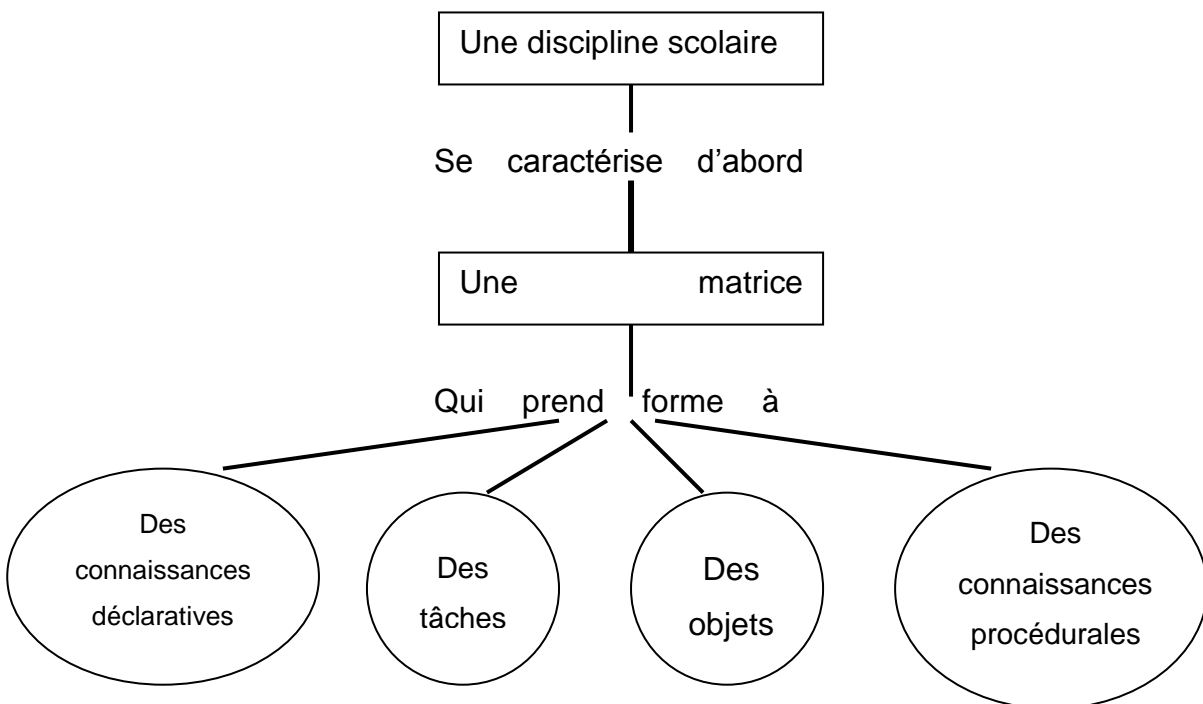 Une discipline scolaire
Se caractérise d’abord
Une matrice
Qui prend forme à
Des
connaissances
déclaratives
Des
tâches
Des
objets
Des
connaissances
procédurales